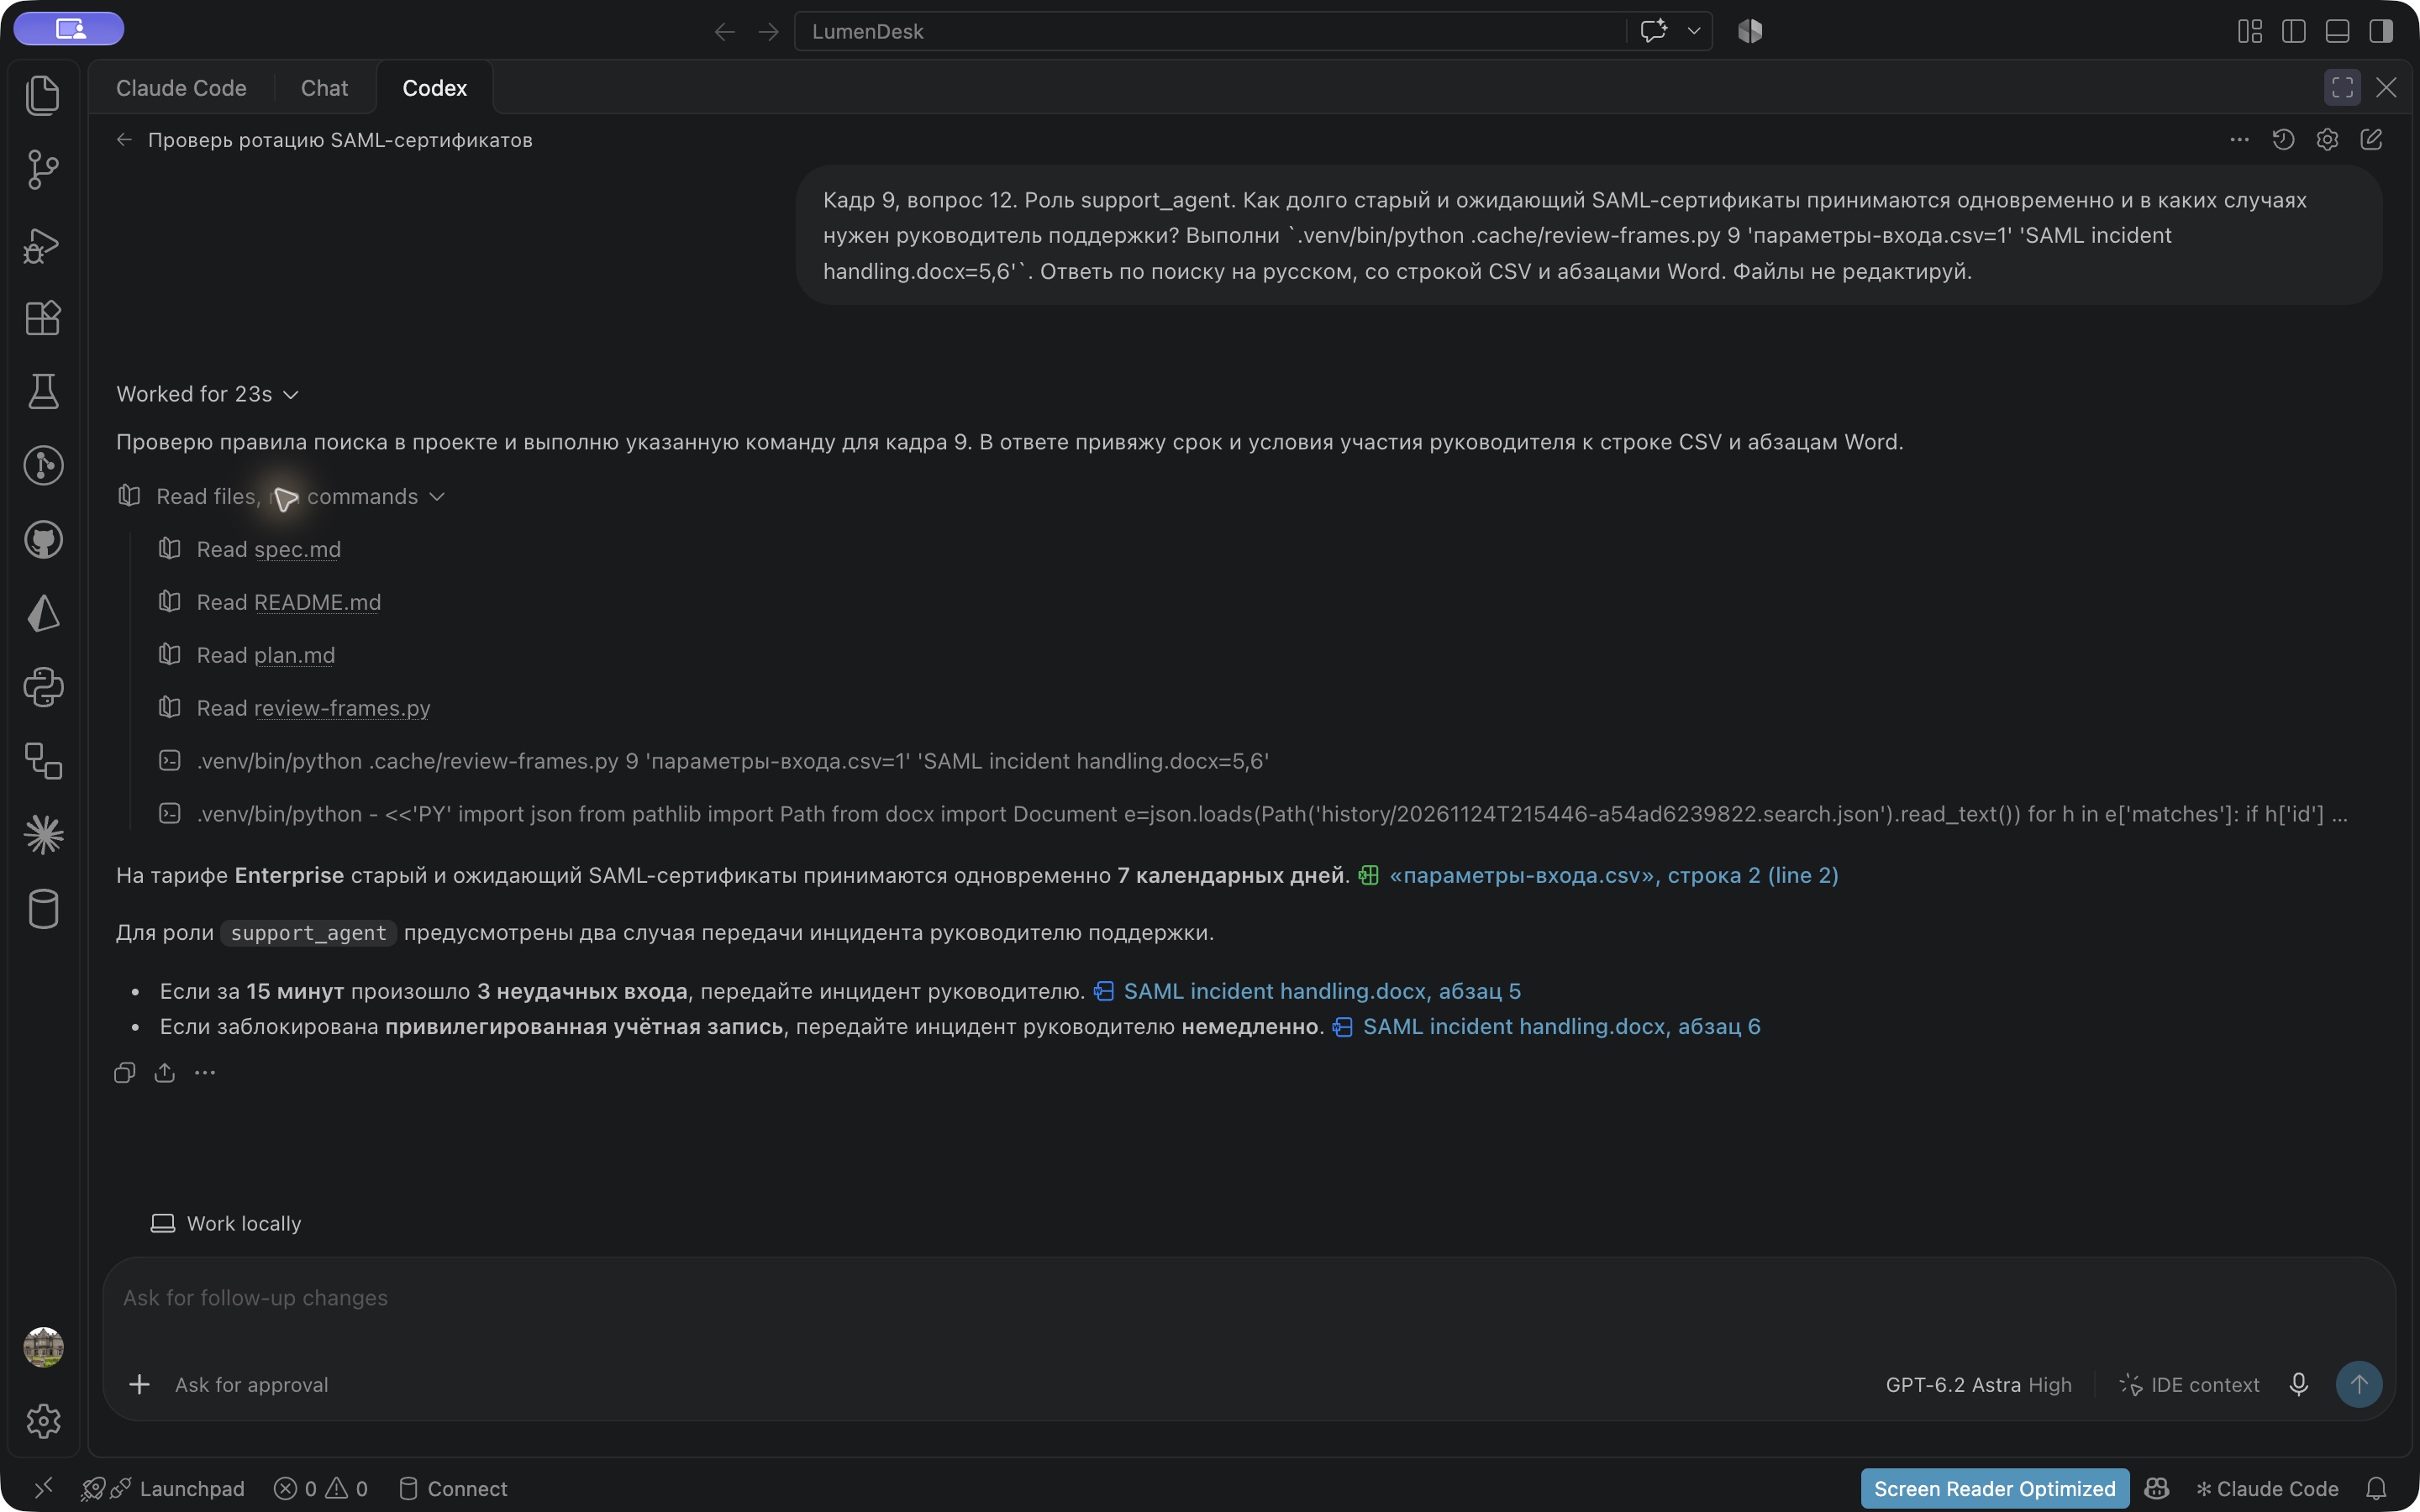 LumenDesk
Claude Code
Chat
Codex
Проверь ротацию SAML-сертификатов
Кадр 9, вопрос 12. Роль support_agent. Как долго старый и ожидающий SAML-сертификаты принимаются одновременно и в каких случаях
нужен руководитель поддержки? Выполни `.venv/bin/python .cache/review-frames.py 9 'параметры-входа.csv=1' 'SAML incident
handling.docx=5,6'`. Ответь по поиску на русском, со строкой CSV и абзацами Word. Файлы не редактируй.
Worked for 23s
Проверю правила поиска в проекте и выполню указанную команду для кадра 9. В ответе привяжу срок и условия участия руководителя к строке CSV и абзацам Word.
Read files, commands
Read spec.md
Read README.md
Read plan.md
Read review-frames.py
.venv/bin/python .cache/review-frames.py 9 'параметры-входа.csv=1' 'SAML incident handling.docx=5,6'
.venv/bin/python - <<'PY' import json from pathlib import Path from docx import Document e=json.loads(Path('history/20261124T215446-a54ad6239822.search.json').read_text()) for h in e['matches']: if h['id'] ...
На тарифе Enterprise старый и ожидающий SAML-сертификаты принимаются одновременно 7 календарных дней. «параметры-входа.csv», строка 2 (line 2)
Для роли support_agent предусмотрены два случая передачи инцидента руководителю поддержки.
• Если за 15 минут произошло 3 неудачных входа, передайте инцидент руководителю. SAML incident handling.docx, абзац 5
• Если заблокирована привилегированная учётная запись, передайте инцидент руководителю немедленно. SAML incident handling.docx, абзац 6
Work locally
Ask for follow-up changes
Ask for approval
GPT-6.2 Astra High
IDE context
Launchpad
0
0
Connect
Screen Reader Optimized
Claude Code